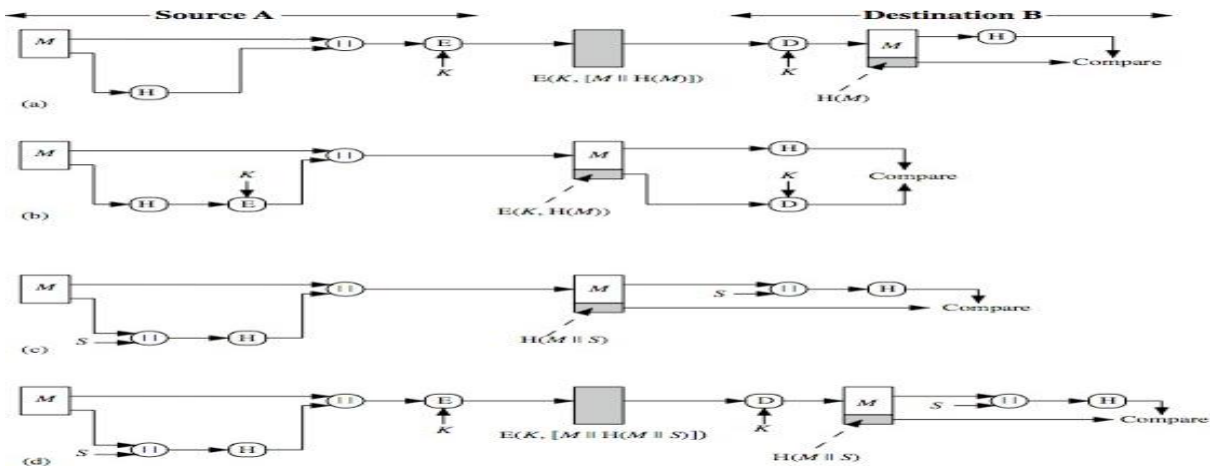 Source A Destination B
M || E D M H
K K Compare
E(K, [M || H(M)])
H
H(M)
(a)
M || M H
K K Compare
H E D
E(K, H(M))
(b)
M || M || H
S
S || H Compare
H(M || S)
(c)
M || E D M || H
S
K K Compare
E(K, [M || H(M || S)])
S || H
H(M || S)
(d)